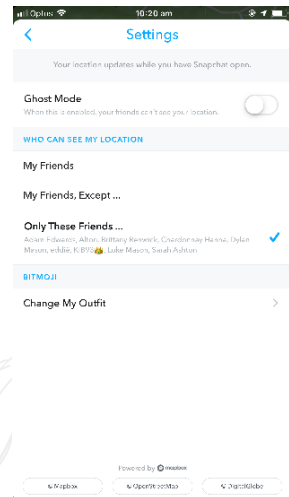 Optus 10:20 am
Settings
Your location updates while you have Snapchat open.
Ghost Mode
When this is enabled, your friends can't see your location.
WHO CAN SEE MY LOCATION
My Friends
My Friends, Except ...
Only These Friends ...
Adam Edwards, Alton, Brittany Renwick, Chardonnay Hanna, Dylan
Mason, eddie, K-B93, Luke Mason, Sarah Ashton
BITMOJI
Change My Outfit
Powered by mapbox
© Mapbox © OpenStreetMap © DigitalGlobe